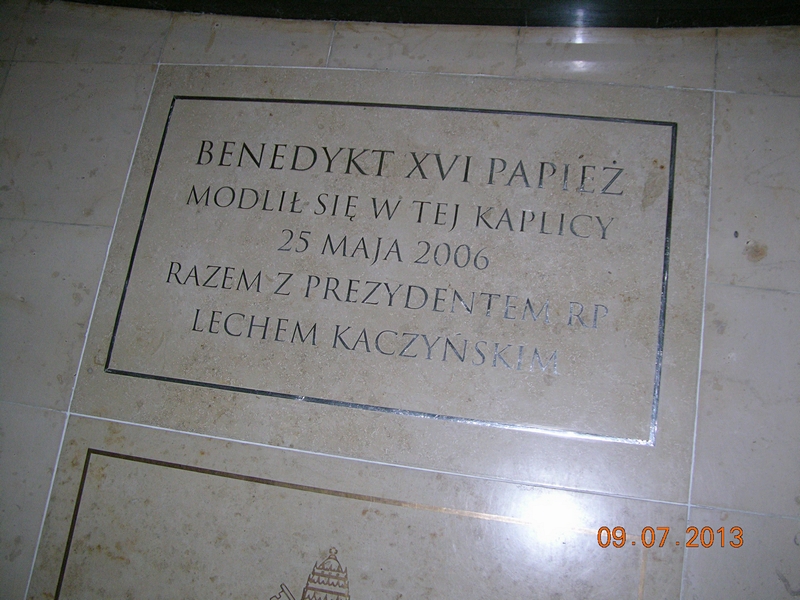 BENEDYKT XVI PAPIEŻ
MODLIŁ SIĘ W TEJ KAPLICY
25 MAJA 2006
RAZEM Z PREZYDENTEM RP
LECHEM KACZYŃSKIM
09.07.2013